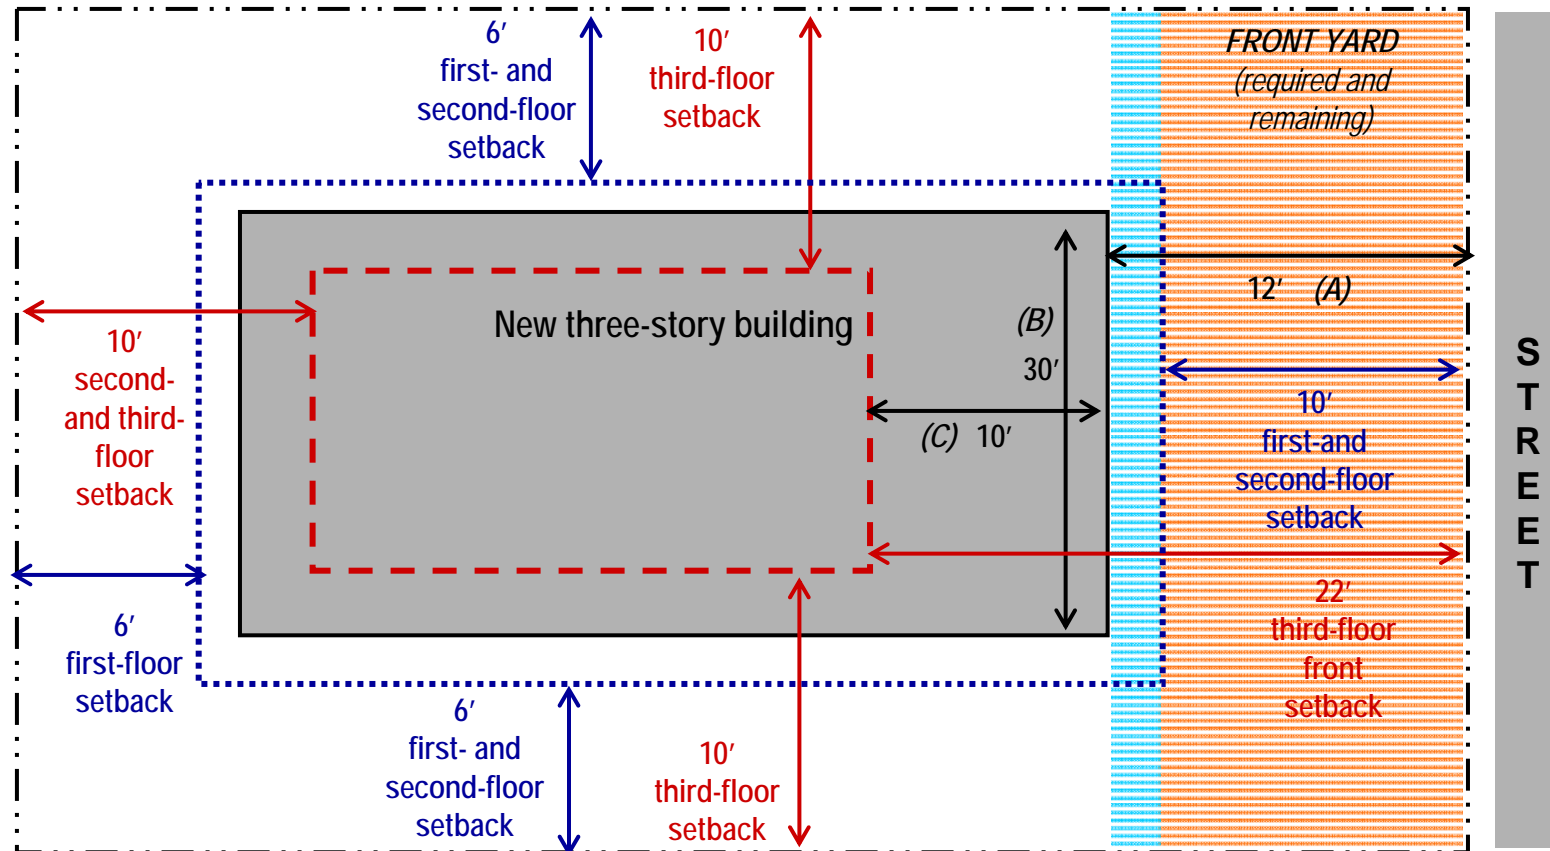 6’
first- and
second-floor
setback
10’
third-floor
setback
FRONT YARD
(required and
remaining)
12’ (A)
New three-story building
(B)
30’
(C) 10’
10’
second-
and third-
floor
setback
10’
first-and
second-floor
setback
6’
first-floor
setback
22’
third-floor
front
setback
6’
first- and
second-floor
setback
10’
third-floor
setback
S
T
R
E
E
T